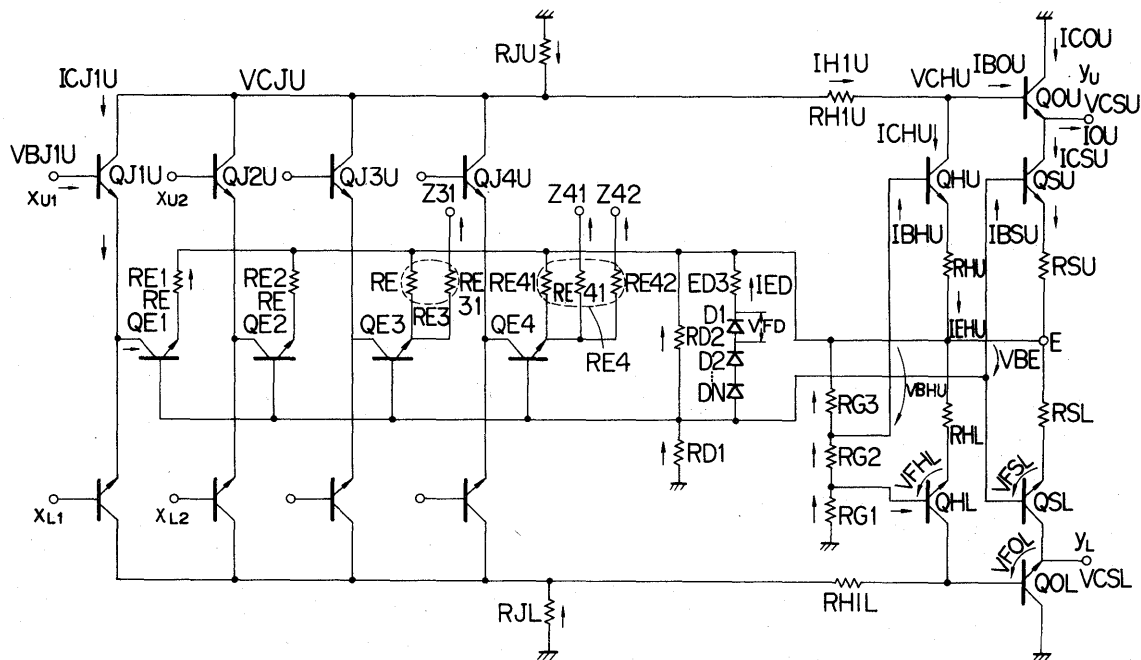 RJU
ICJ1U
VCJU
IH1U
RH1U
VCHU
IBOU
ICOU
yU
QOU
VCSU
IOU
ICHU
ICSU
VBJ1U
xU1
QJ1U
xU2
QJ2U
QJ3U
QJ4U
Z31
Z41
Z42
QHU
QSU
IBHU
IBSU
RE1
RE
QE1
RE2
RE
QE2
RE
RE
31
RE3
QE3
RE41
RE41
RE42
RE4
QE4
ED3
IED
D1
VFD
D2
DN
RD2
RD1
RHU
IEHU
RSU
E
VBE
VBHU
RG3
RG2
RG1
RHL
RSL
VFHL
QHL
VFSL
QSL
VFOL
QOL
yL
VCSL
xL1
xL2
RJL
RHIL